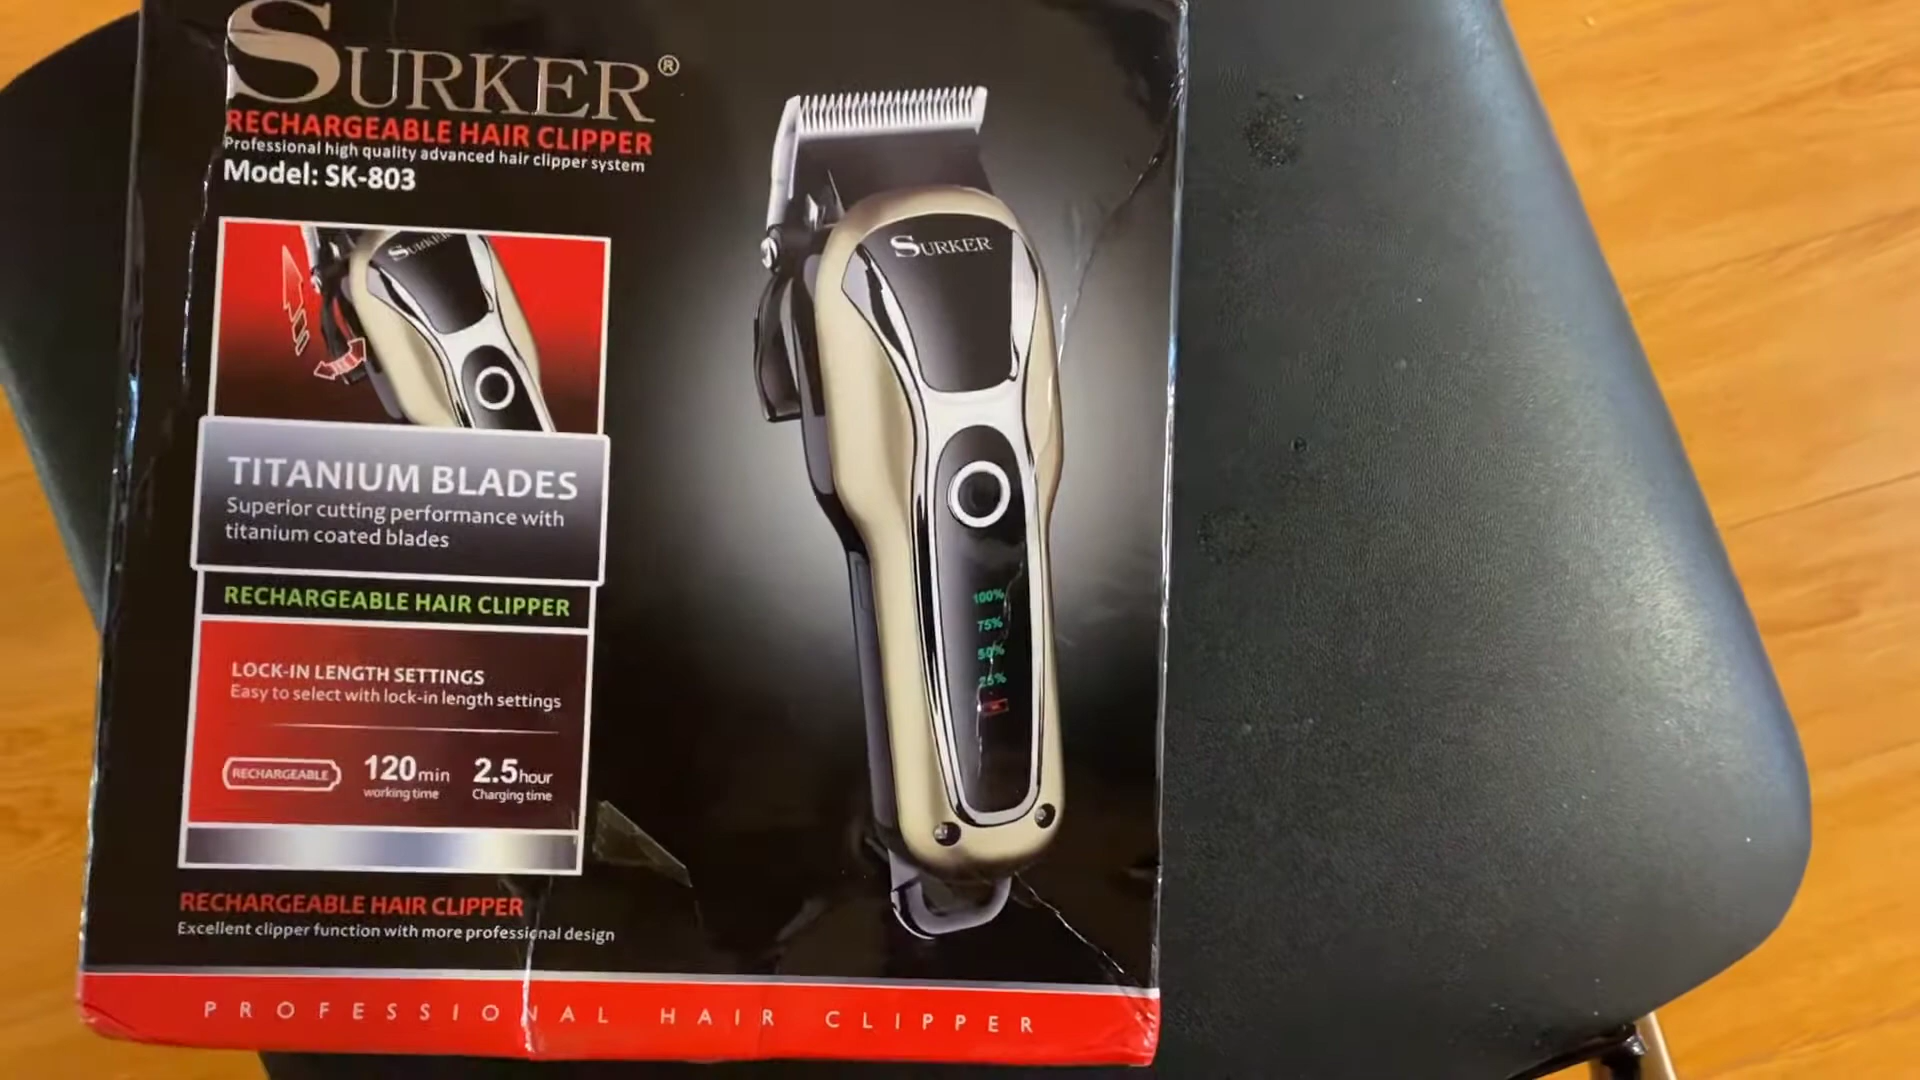 SURKER®
RECHARGEABLE HAIR CLIPPER
Professional high quality advanced hair clipper system
Model: SK-803
SURKER
SURKER
TITANIUM BLADES
Superior cutting performance with
titanium coated blades
RECHARGEABLE HAIR CLIPPER
LOCK-IN LENGTH SETTINGS
Easy to select with lock-in length settings
RECHARGEABLE
120min
working time
2.5hour
Charging time
100%
75%
50%
25%
RECHARGEABLE HAIR CLIPPER
Excellent clipper function with more professional design
PROFESSIONAL HAIR CLIPPER